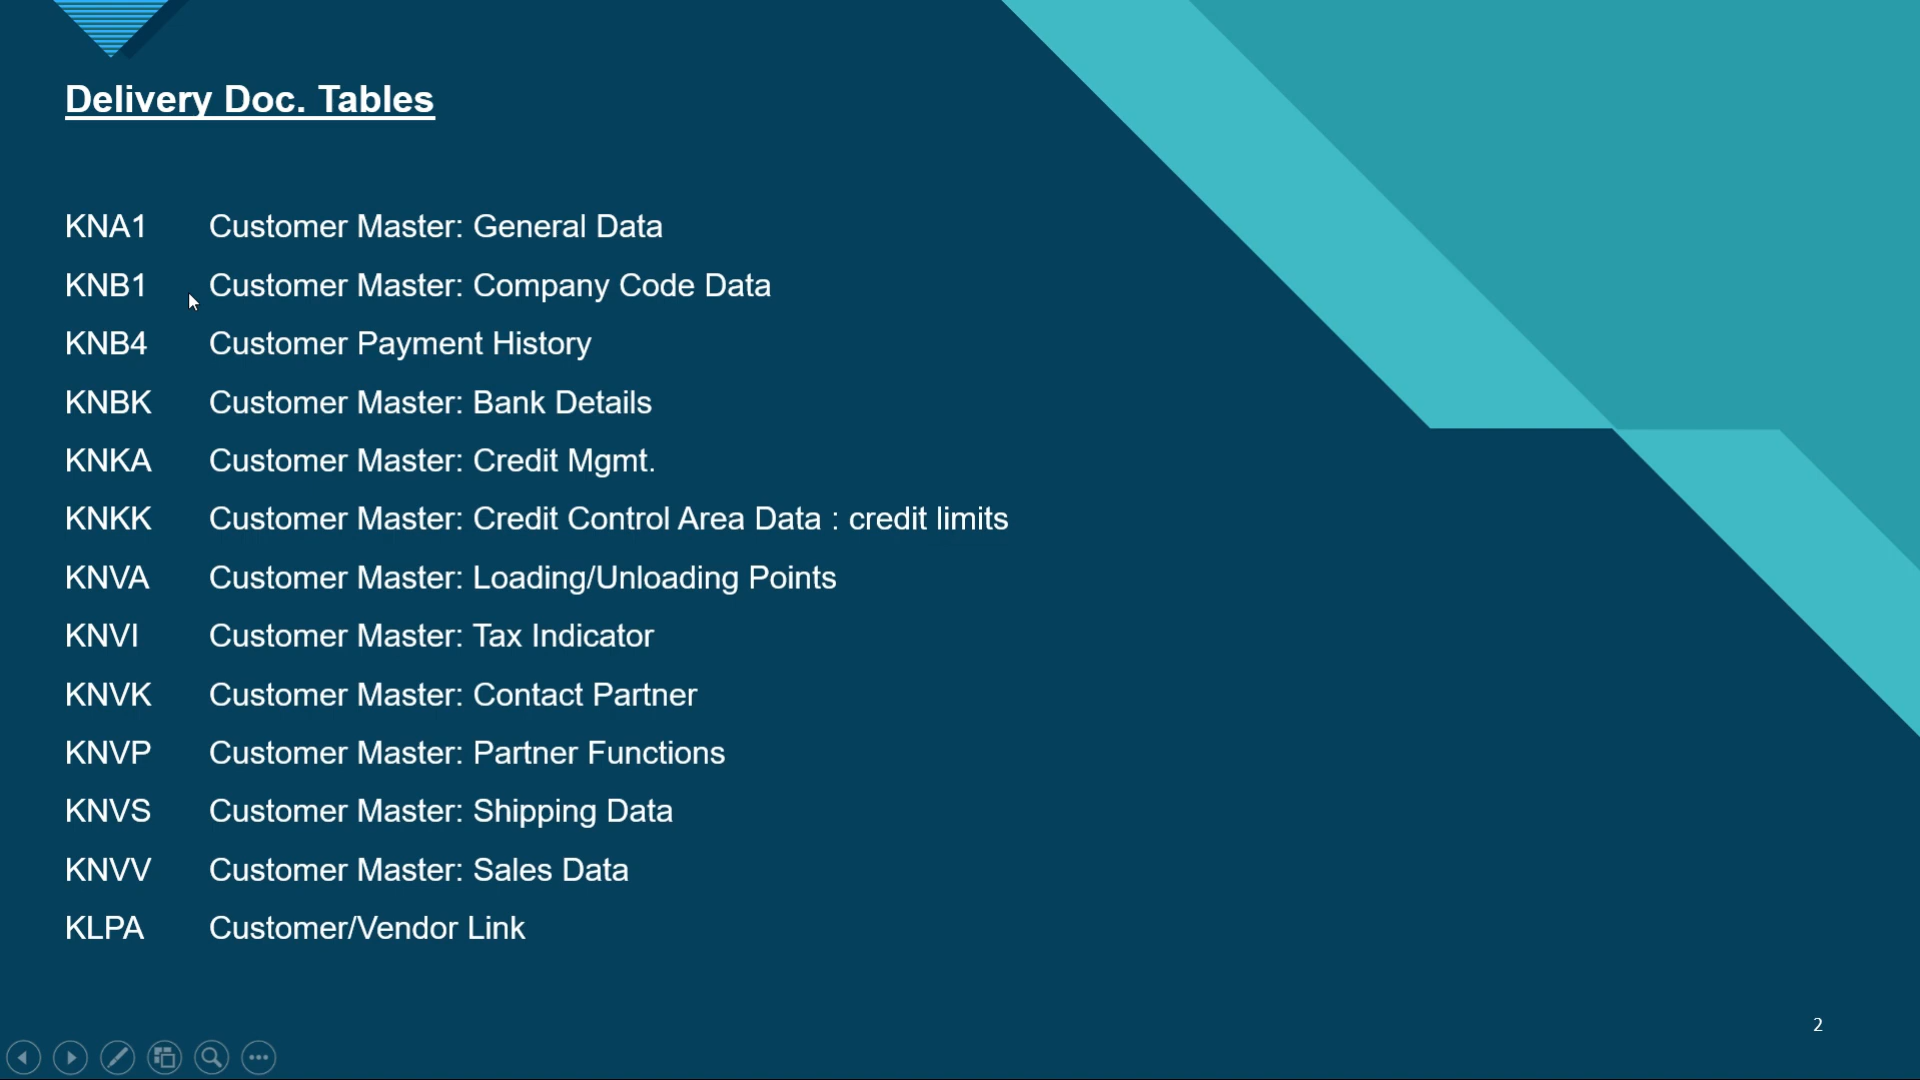 Delivery Doc. Tables
KNA1 Customer Master: General Data
KNB1 Customer Master: Company Code Data
KNB4 Customer Payment History
KNBK Customer Master: Bank Details
KNKA Customer Master: Credit Mgmt.
KNKK Customer Master: Credit Control Area Data : credit limits
KNVA Customer Master: Loading/Unloading Points
KNVI Customer Master: Tax Indicator
KNVK Customer Master: Contact Partner
KNVP Customer Master: Partner Functions
KNVS Customer Master: Shipping Data
KNVV Customer Master: Sales Data
KLPA Customer/Vendor Link
2